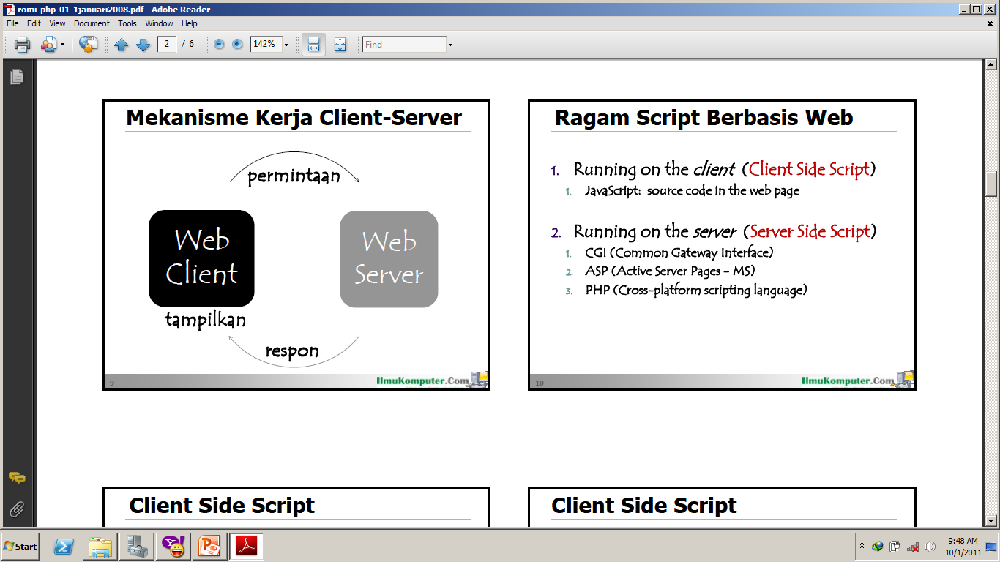 romi-php-01-1januari2008.pdf - Adobe Reader
File Edit View Document Tools Window Help
2 / 6 142% Find
Mekanisme Kerja Client-Server
permintaan
Web
Client
Web
Server
tampilkan
respon
9 IlmuKomputer.Com
Ragam Script Berbasis Web
1. Running on the client (Client Side Script)
1. JavaScript: source code in the web page
2. Running on the server (Server Side Script)
1. CGI (Common Gateway Interface)
2. ASP (Active Server Pages - MS)
3. PHP (Cross-platform scripting language)
10 IlmuKomputer.Com
Client Side Script
Client Side Script
Start
9:48 AM
10/1/2011